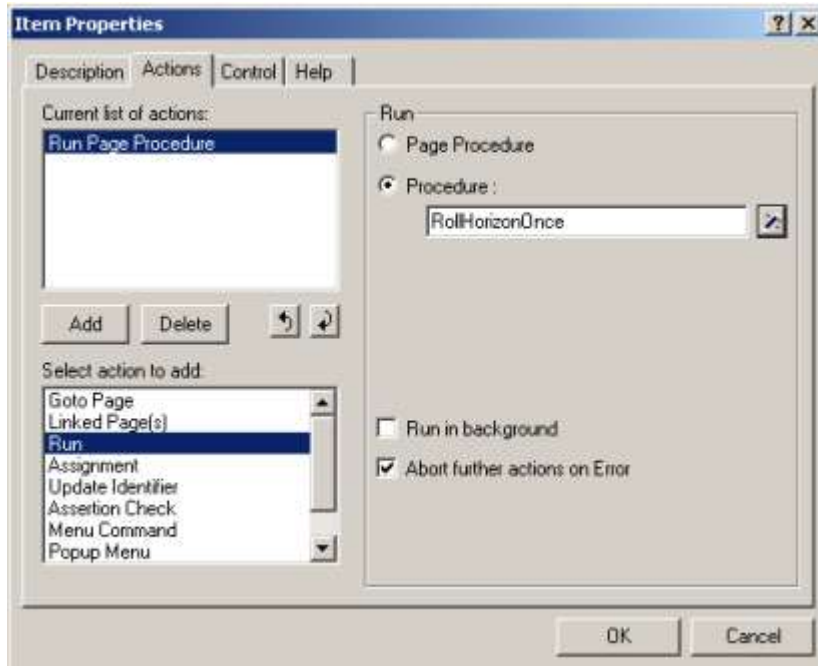 Item Properties
Description Actions Control Help
Current list of actions:
Run Page Procedure
Add Delete
Select action to add:
Goto Page
Linked Page(s)
Run
Assignment
Update Identifier
Assertion Check
Menu Command
Popup Menu
Run
Page Procedure
Procedure :
RollHorizonOnce
Run in background
Abort further actions on Error
OK Cancel